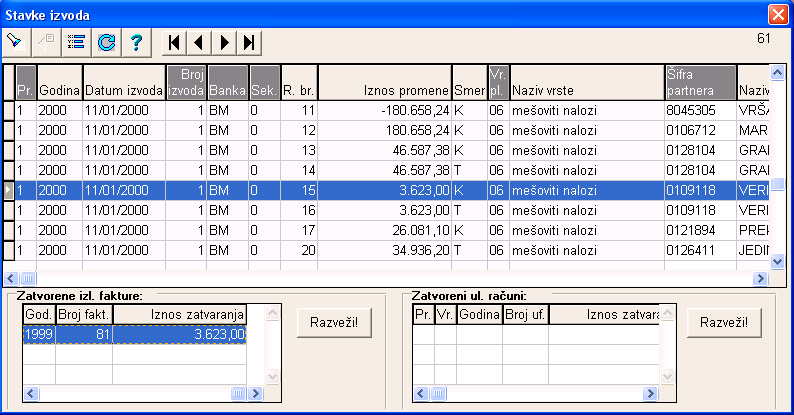 Stavke izvoda
?
61
Pr. Godina Datum izvoda Broj izvoda Banka Sek. R. br. Iznos promene Smer Vr. pl. Naziv vrste Šifra partnera Naziv
1 2000 11/01/2000 1 BM 0 11 -180.658,24 K 06 mešoviti nalozi 8045305 VRŠA
1 2000 11/01/2000 1 BM 0 12 180.658,24 K 06 mešoviti nalozi 0106712 MAR
1 2000 11/01/2000 1 BM 0 13 46.587,38 K 06 mešoviti nalozi 0128104 GRAI
1 2000 11/01/2000 1 BM 0 14 46.587,38 T 06 mešoviti nalozi 0128104 GRAI
1 2000 11/01/2000 1 BM 0 15 3.623,00 K 06 mešoviti nalozi 0109118 VERI
1 2000 11/01/2000 1 BM 0 16 3.623,00 T 06 mešoviti nalozi 0109118 VERI
1 2000 11/01/2000 1 BM 0 17 26.081,10 K 06 mešoviti nalozi 0121894 PREH
1 2000 11/01/2000 1 BM 0 20 34.936,20 T 06 mešoviti nalozi 0126411 JEDIN
Zatvorene izl. fakture:
God. Broj fakt. Iznos zatvaranja
1999 81 3.623,00
Razveži!
Zatvoreni ul. računi:
Pr. Vr. Godina Broj uf. Iznos zatvara
Razveži!